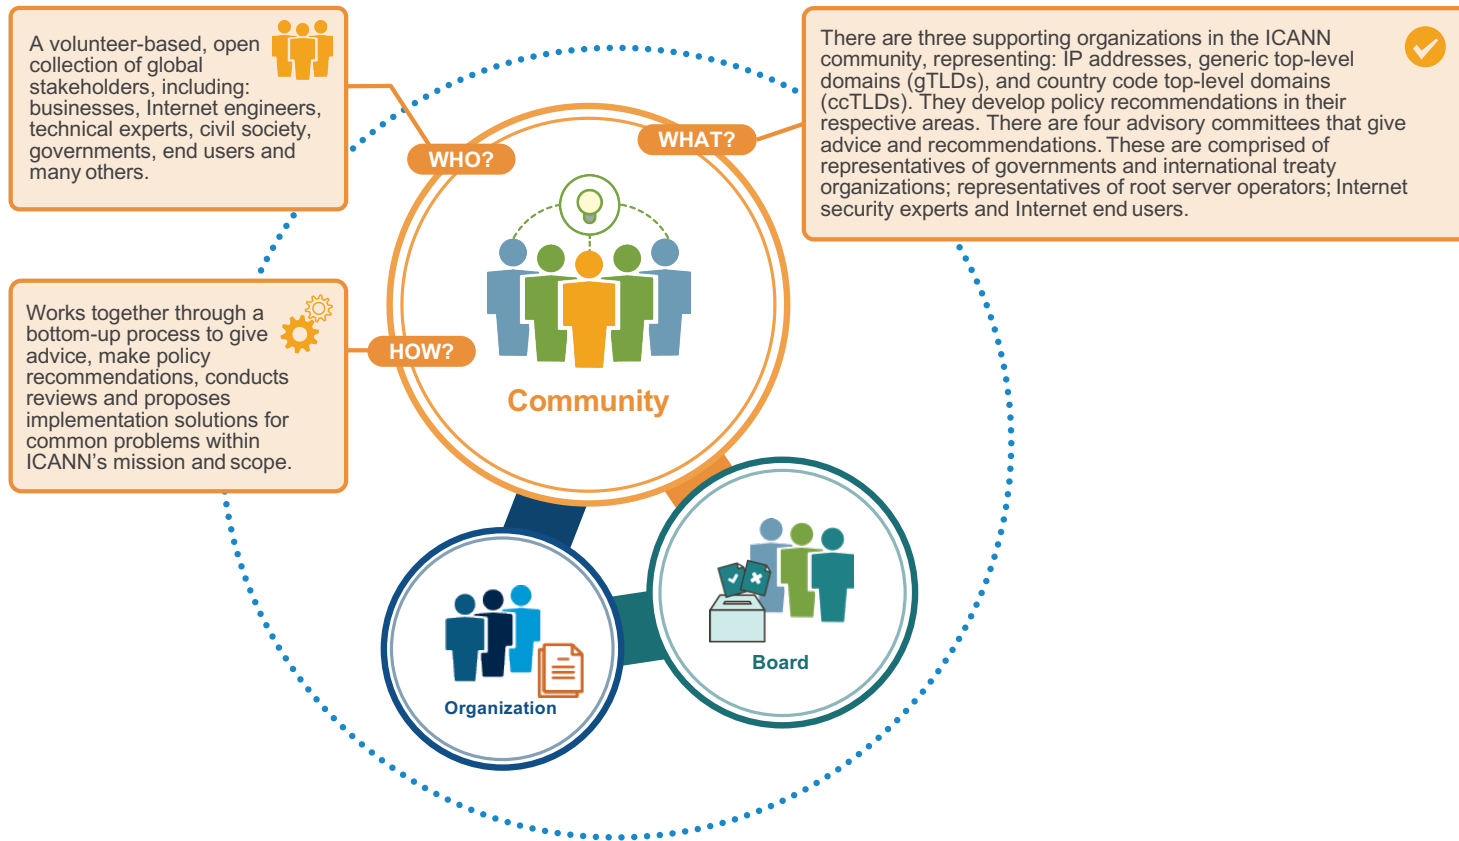 A volunteer-based, open
collection of global
stakeholders, including:
businesses, Internet engineers,
technical experts, civil society,
governments, end users and
many others.
WHO?
There are three supporting organizations in the ICANN
community, representing: IP addresses, generic top-level
domains (gTLDs), and country code top-level domains
(ccTLDs). They develop policy recommendations in their
respective areas. There are four advisory committees that give
advice and recommendations. These are comprised of
representatives of governments and international treaty
organizations; representatives of root server operators; Internet
security experts and Internet end users.
WHAT?
Works together through a
bottom-up process to give
advice, make policy
recommendations, conducts
reviews and proposes
implementation solutions for
common problems within
ICANN’s mission and scope.
HOW?
Community
Board
Organization